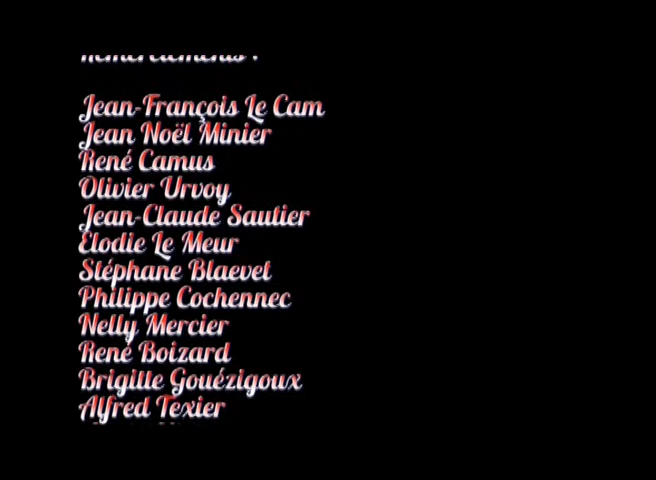 Remerciements :
Jean-François Le Cam
Jean Noël Minier
René Camus
Olivier Urvoy
Jean-Claude Sautier
Elodie Le Meur
Stéphane Blaevet
Philippe Cochennec
Nelly Mercier
René Boizard
Brigitte Gouézigoux
Alfred Texier